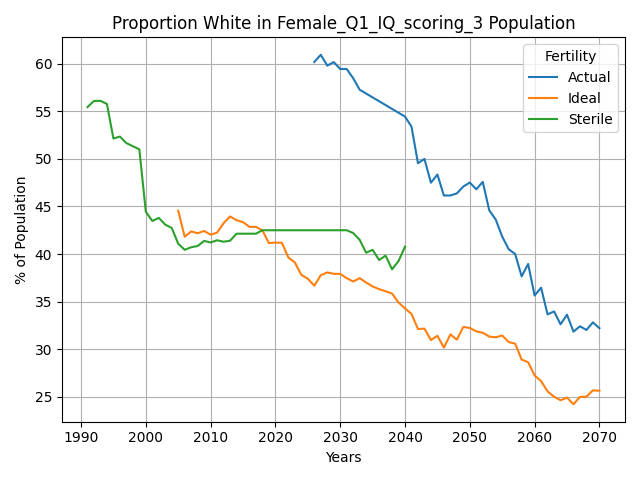 Proportion White in Female_Q1_IQ_scoring_3 Population
% of Population
60
55
50
45
40
35
30
25
Fertility
Actual
Ideal
Sterile
1990 2000 2010 2020 2030 2040 2050 2060 2070
Years